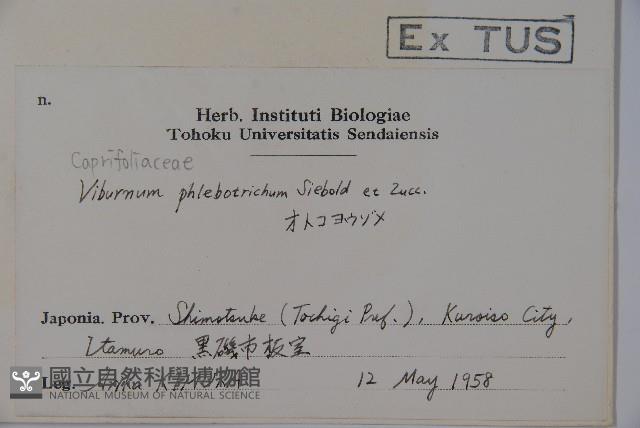 Ex TUS
n.
Herb. Instituti Biologiae
Tohoku Universitatis Sendaiensis
Caprifoliaceae
Viburnum phlebotrichum Siebold et Zucc.
オトコヨウゾメ
Japonia. Prov. Shimotsuke (Tochigi Pref.), Kuroiso City,
Itamuro 黒磯市板室
Leg. 12 May 1958
國立自然科學博物館
NATIONAL MUSEUM OF NATURAL SCIENCE